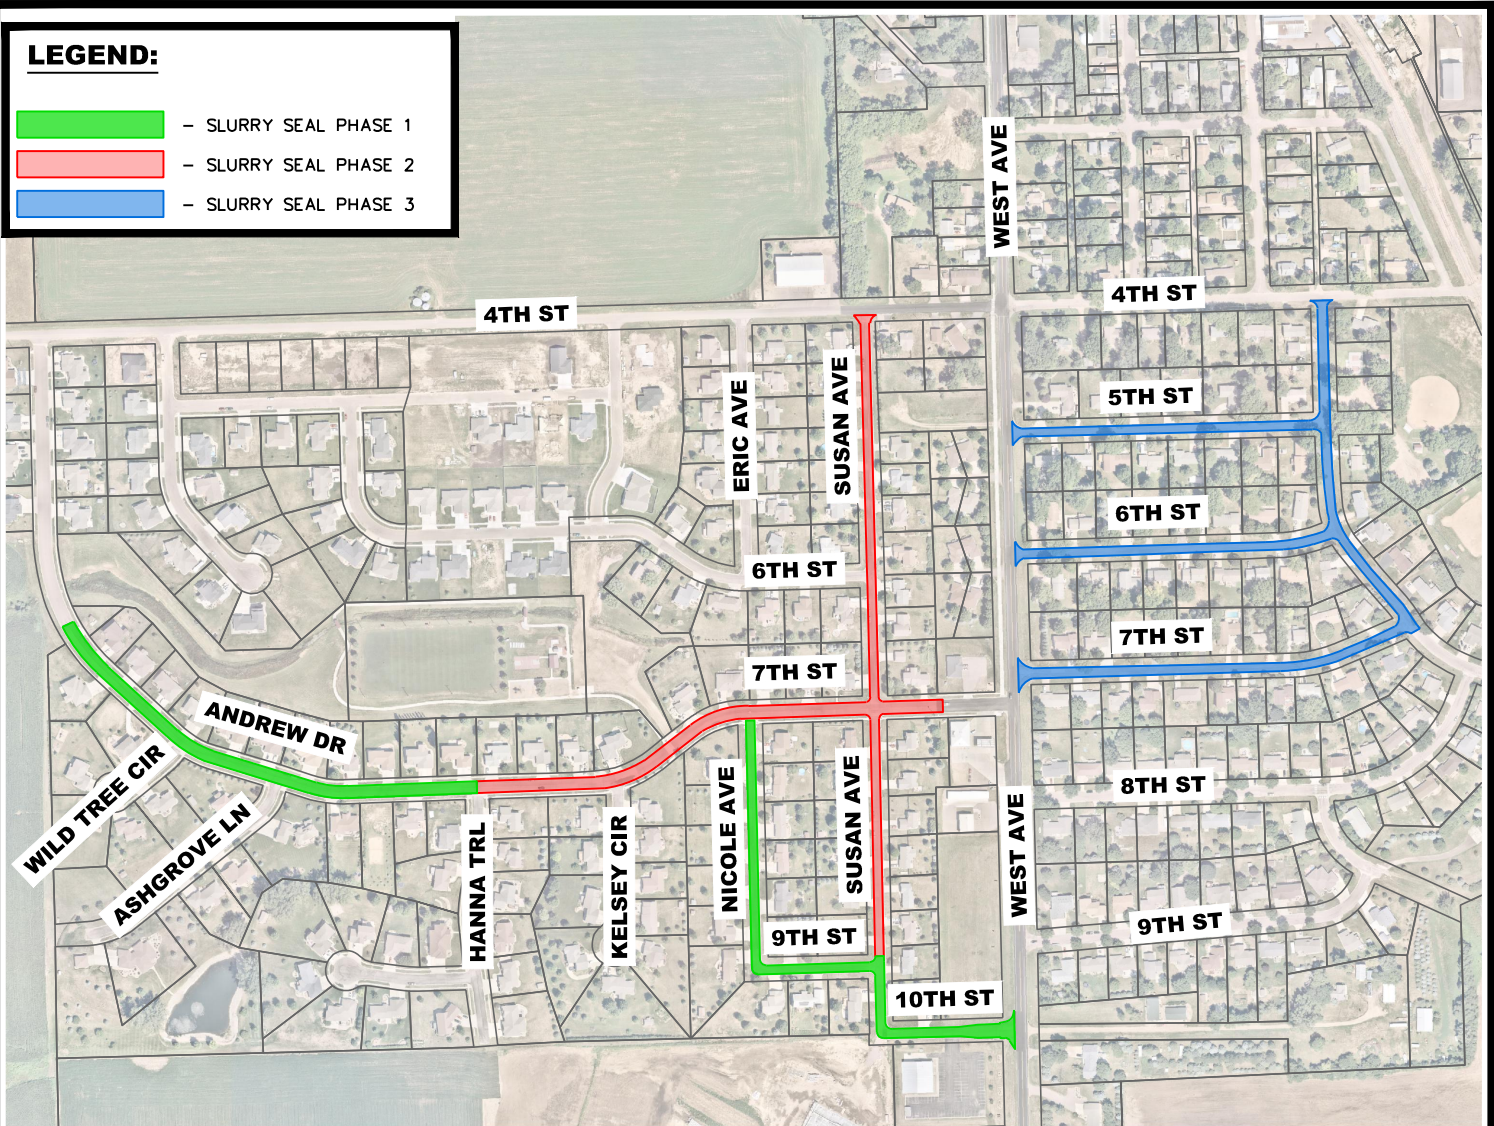 LEGEND:
- SLURRY SEAL PHASE 1
- SLURRY SEAL PHASE 2
- SLURRY SEAL PHASE 3
WEST AVE
4TH ST
4TH ST
ERIC AVE
SUSAN AVE
5TH ST
6TH ST
6TH ST
7TH ST
7TH ST
ANDREW DR
WILD TREE CIR
ASHGROVE LN
HANNA TRL
KELSEY CIR
NICOLE AVE
SUSAN AVE
WEST AVE
8TH ST
9TH ST
9TH ST
10TH ST